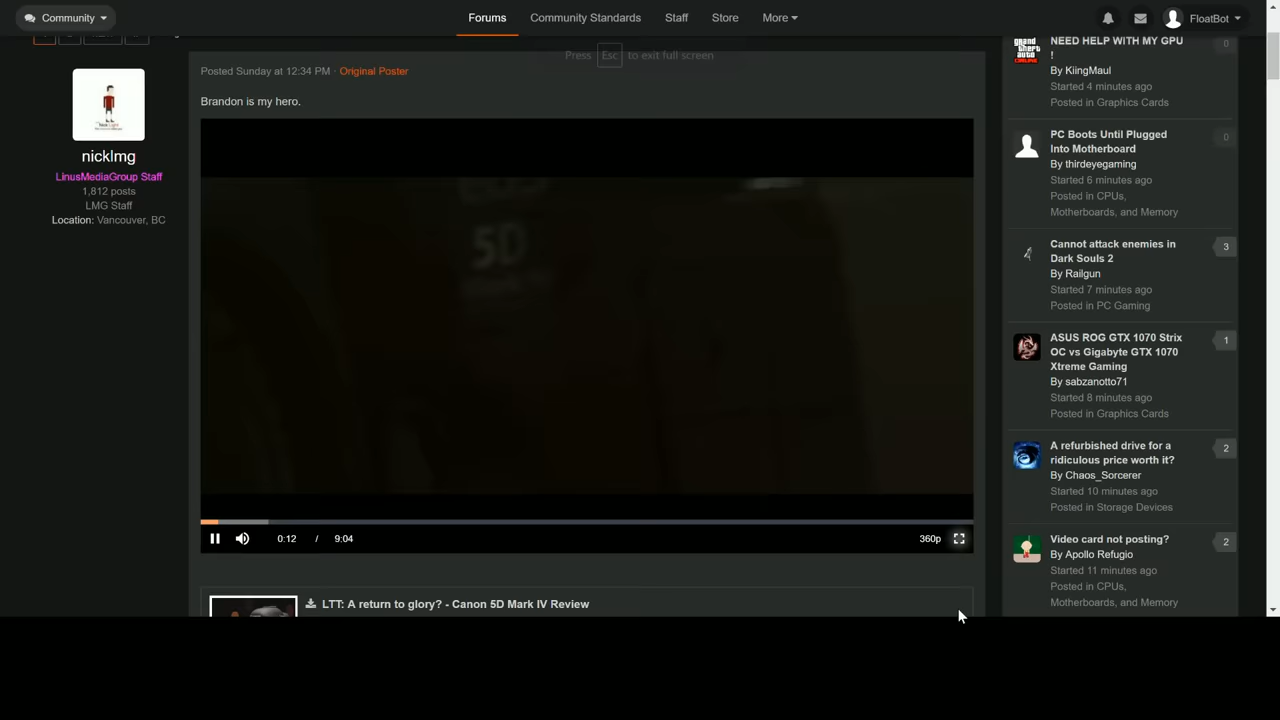 Community
Forums
Community Standards
Staff
Store
More
FloatBot
Press Esc to exit full screen
nicklmg
LinusMediaGroup Staff
1,812 posts
LMG Staff
Location: Vancouver, BC
Posted Sunday at 12:34 PM · Original Poster
Brandon is my hero.
5D
0:12 / 9:04
360p
LTT: A return to glory? - Canon 5D Mark IV Review
NEED HELP WITH MY GPU
!
By KiingMaul
Started 4 minutes ago
Posted in Graphics Cards
0
PC Boots Until Plugged
Into Motherboard
By thirdeyegaming
Started 6 minutes ago
Posted in CPUs,
Motherboards, and Memory
0
Cannot attack enemies in
Dark Souls 2
By Railgun
Started 7 minutes ago
Posted in PC Gaming
3
ASUS ROG GTX 1070 Strix
OC vs Gigabyte GTX 1070
Xtreme Gaming
By sabzanotto71
Started 8 minutes ago
Posted in Graphics Cards
1
A refurbished drive for a
ridiculous price worth it?
By Chaos_Sorcerer
Started 10 minutes ago
Posted in Storage Devices
2
Video card not posting?
By Apollo Refugio
Started 11 minutes ago
Posted in CPUs,
Motherboards, and Memory
2